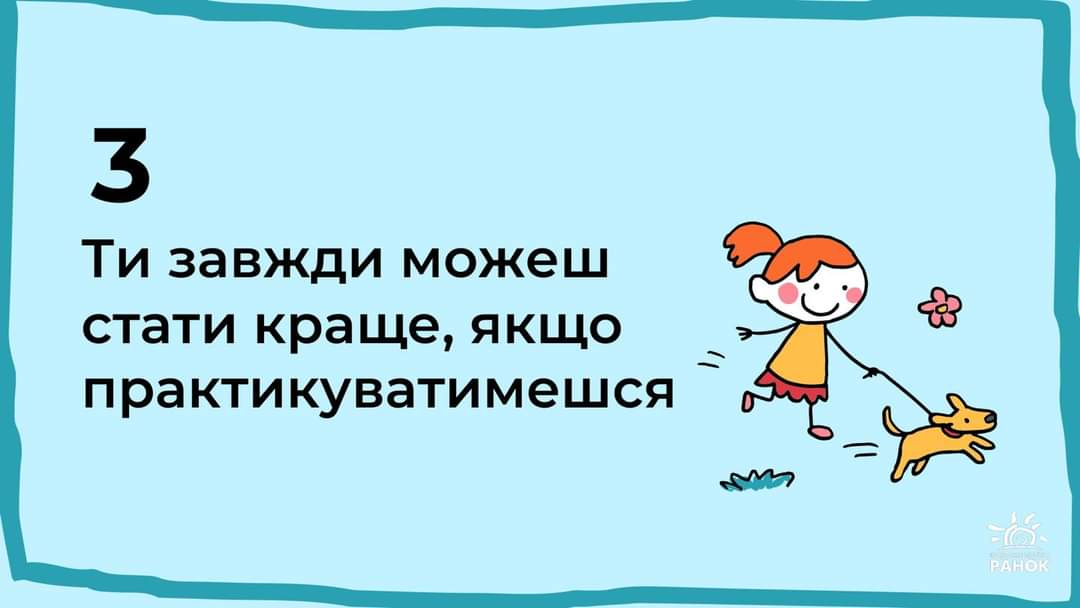 3
Ти завжди можеш
стати краще, якщо
практикуватимешся
РАНОК